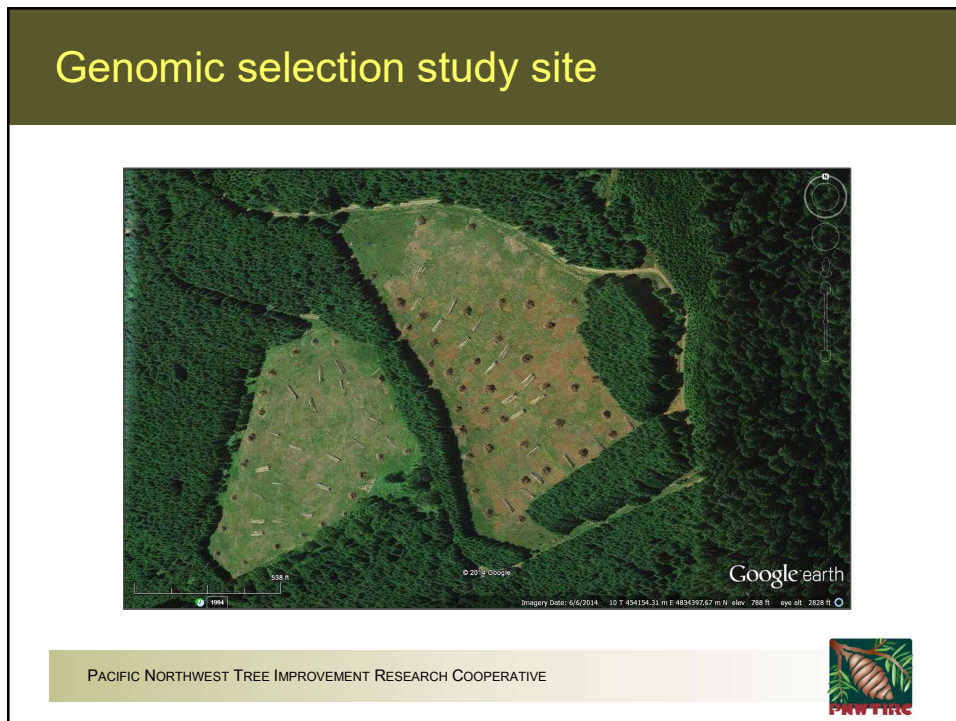 Genomic selection study site
N
538 ft
© 2014 Google
Google earth
1994
Imagery Date: 6/6/2014 10 T 454154.31 m E 4834397.67 m N elev 788 ft eye alt 2828 ft
PACIFIC NORTHWEST TREE IMPROVEMENT RESEARCH COOPERATIVE
PNWTIRC